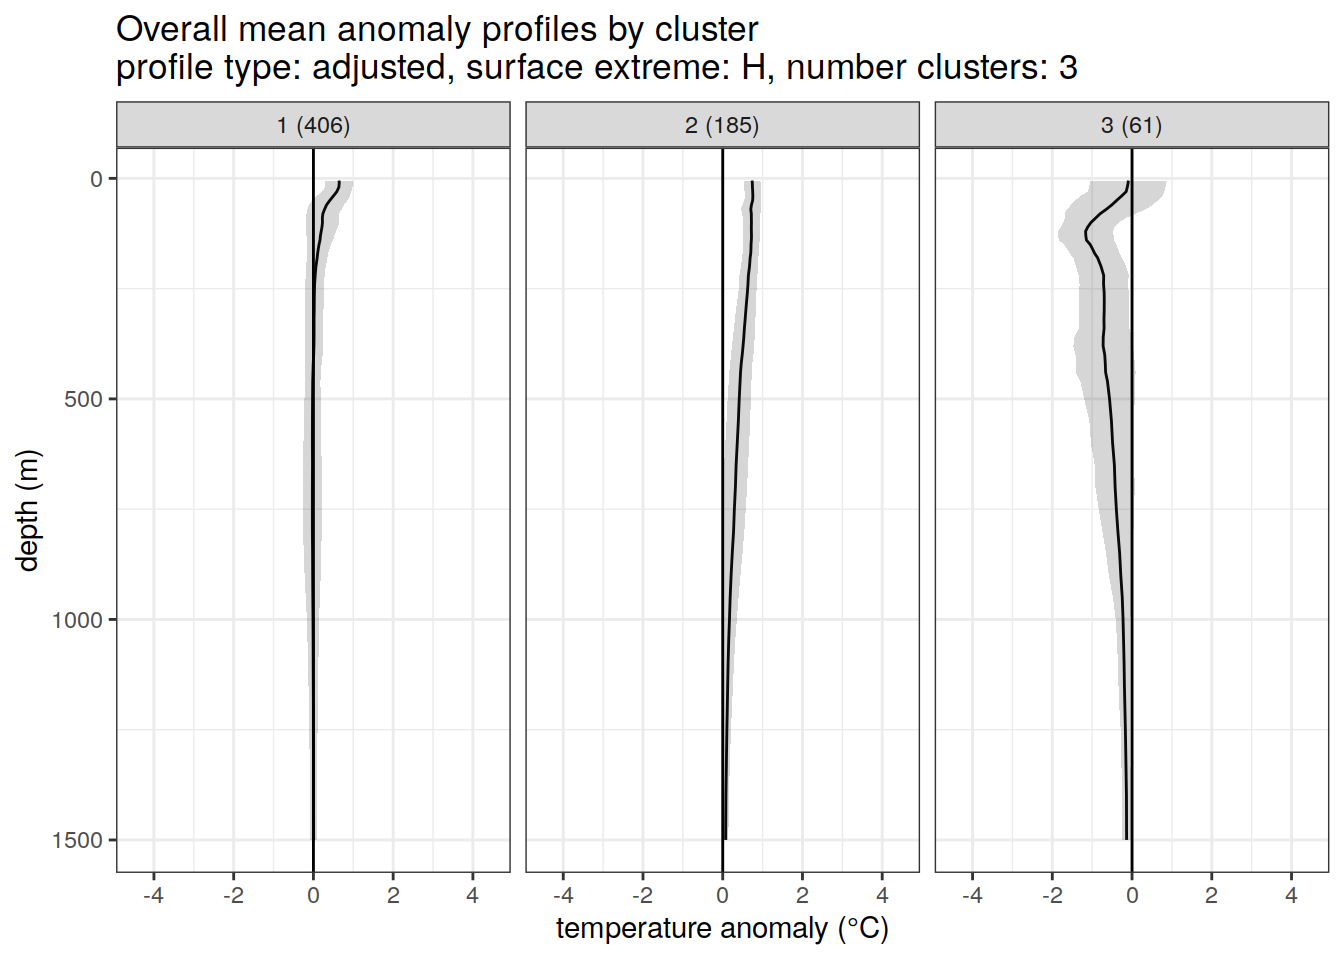 Overall mean anomaly profiles by cluster
profile type: adjusted, surface extreme: H, number clusters: 3
1 (406)
2 (185)
3 (61)
0
500
1000
1500
depth (m)
-4 -2 0 2 4
-4 -2 0 2 4
-4 -2 0 2 4
temperature anomaly (°C)